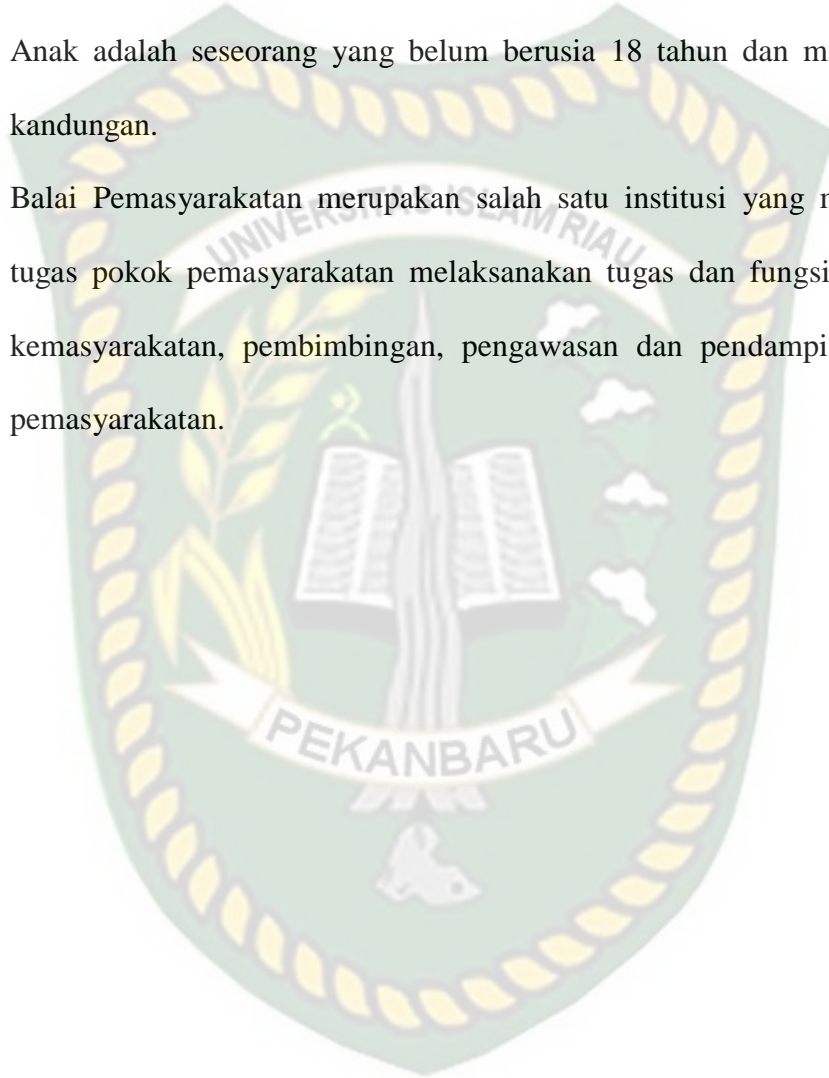 Anak adalah seseorang yang belum berusia 18 tahun dan
kandungan.
Balai Pemasyarakatan merupakan salah satu institusi yang
tugas pokok pemasyarakatan melaksanakan tugas dan fungsi
kemasyarakatan, pembimbingan, pengawasan dan
pemasyarakatan.
UNIVERSITAS ISLAM RIAU
PEKANBARU